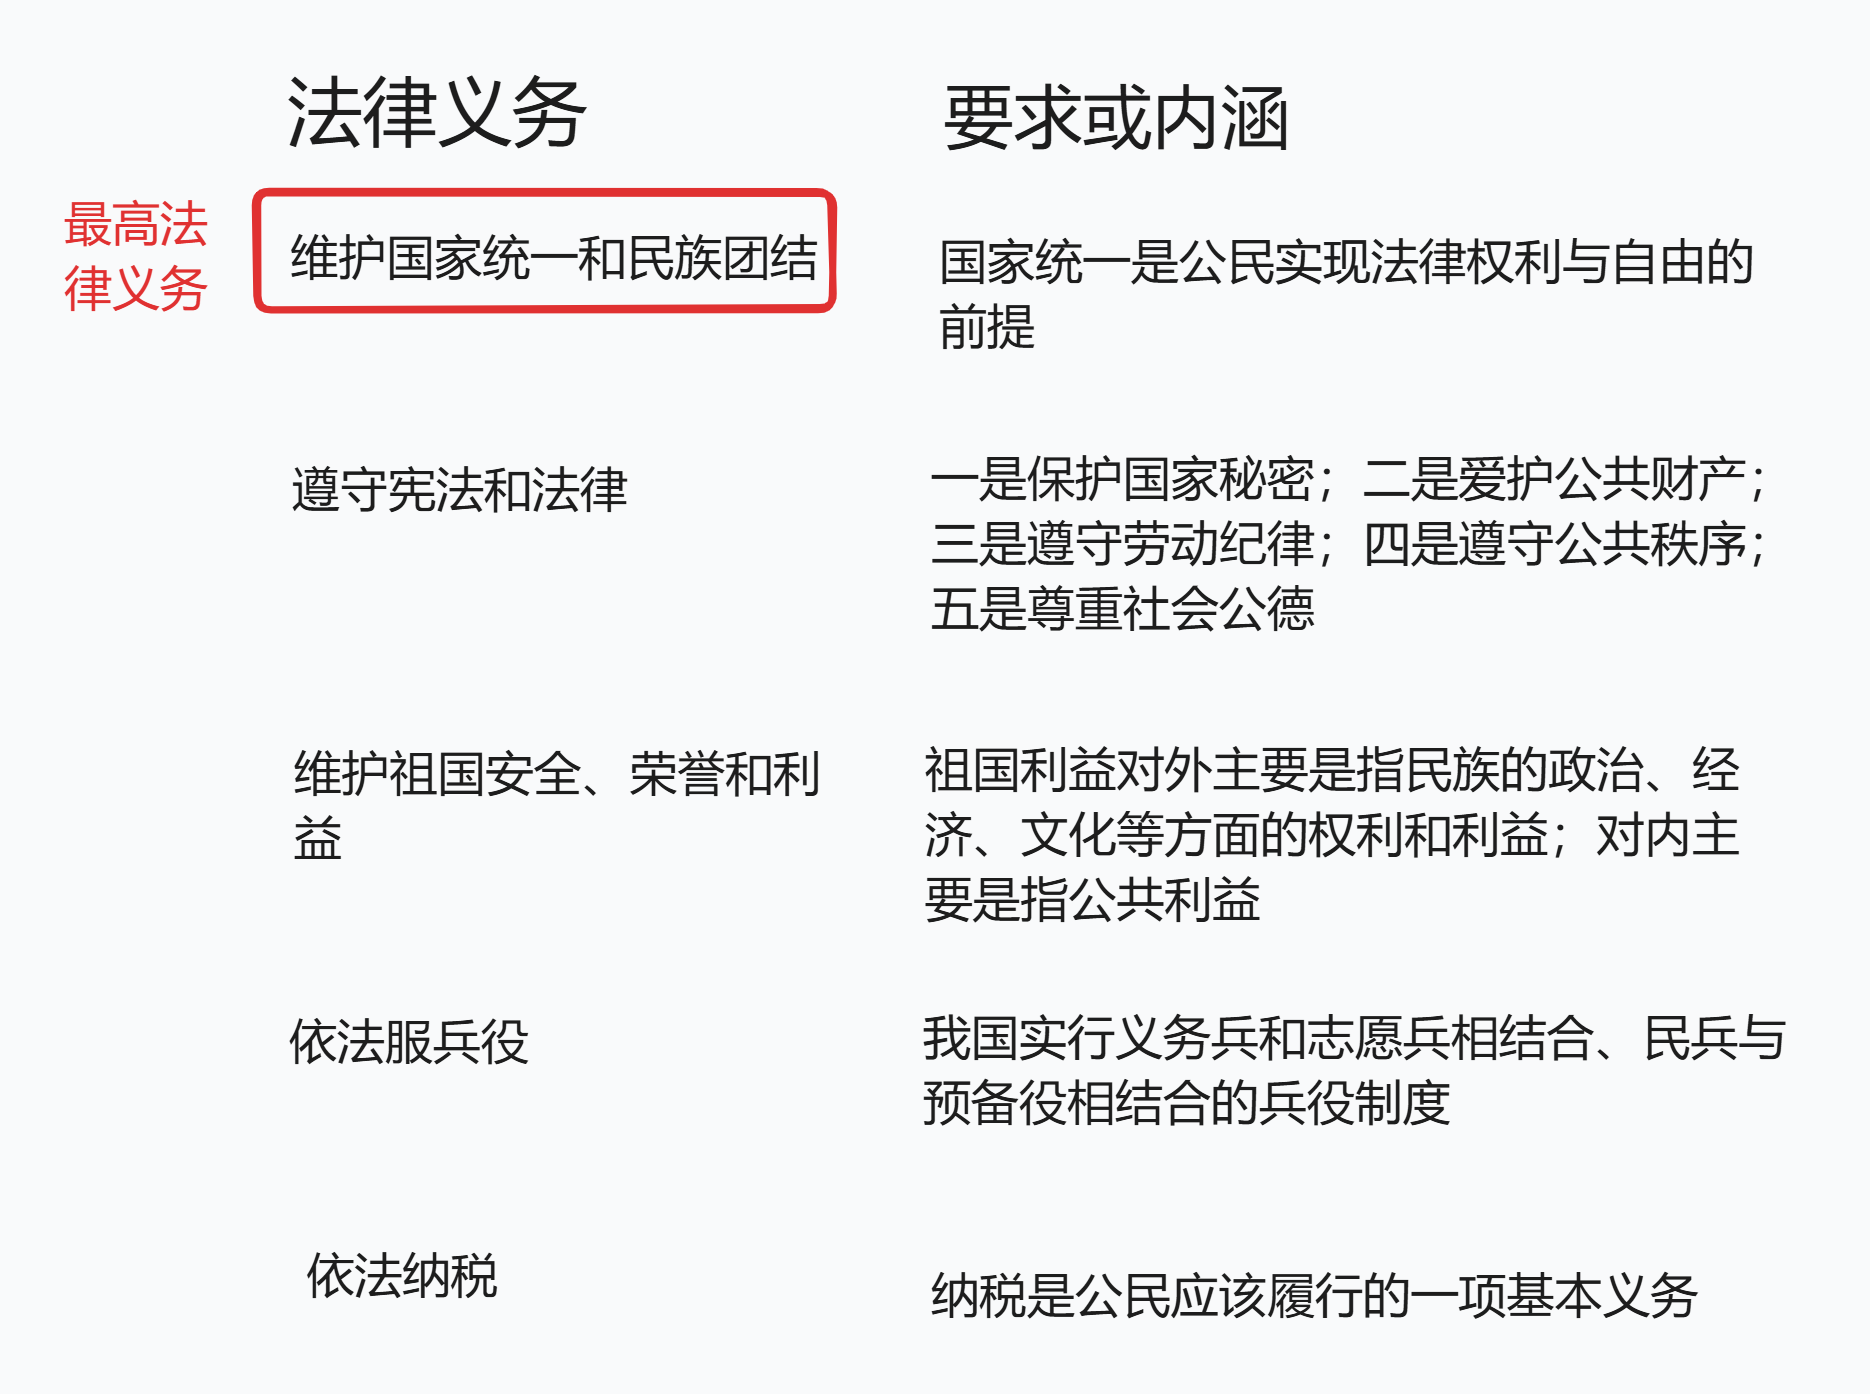 法律义务
要求或内涵
最高法
律义务
维护国家统一和民族团结
国家统一是公民实现法律权利与自由的
前提
遵守宪法和法律
一是保护国家秘密；二是爱护公共财产；
三是遵守劳动纪律；四是遵守公共秩序；
五是尊重社会公德
维护祖国安全、荣誉和利
益
祖国利益对外主要是指民族的政治、经
济、文化等方面的权利和利益；对内主
要是指公共利益
依法服兵役
我国实行义务兵和志愿兵相结合、民兵与
预备役相结合的兵役制度
依法纳税
纳税是公民应该履行的一项基本义务